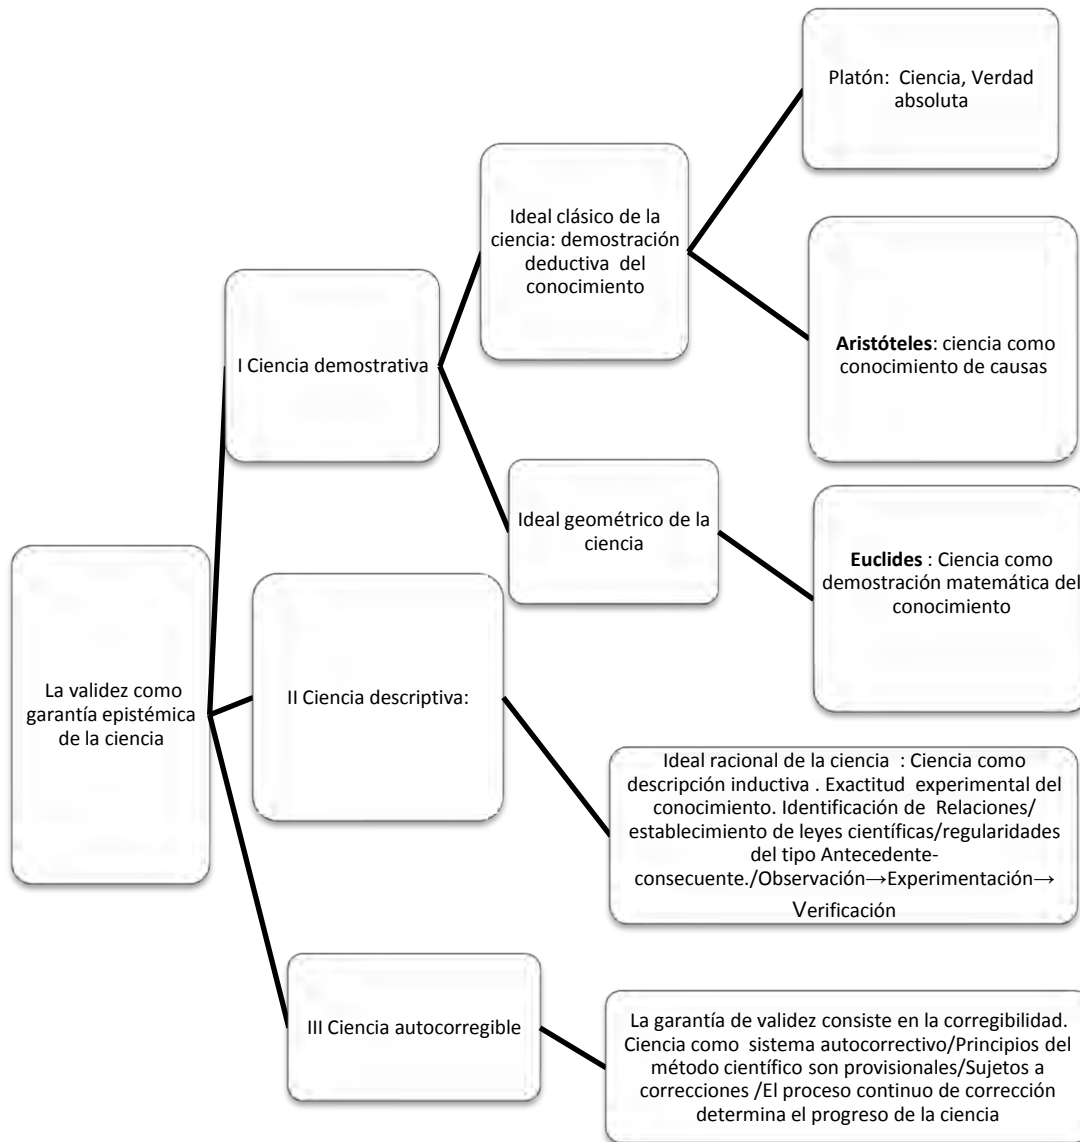 Platón: Ciencia, Verdad
absoluta
Ideal clásico de la
ciencia: demostración
deductiva del
conocimiento
I Ciencia demostrativa
Aristóteles: ciencia como
conocimiento de causas
Ideal geométrico de la
ciencia
Euclides : Ciencia como
demostración matemática del
conocimiento
La validez como
garantía epistémica
de la ciencia
II Ciencia descriptiva:
Ideal racional de la ciencia : Ciencia como
descripción inductiva . Exactitud experimental del
conocimiento. Identificación de Relaciones/
establecimiento de leyes científicas/regularidades
del tipo Antecedente-
consecuente./Observación→Experimentación→
Verificación
III Ciencia autocorregible
La garantía de validez consiste en la corregibilidad.
Ciencia como sistema autocorrectivo/Principios del
método científico son provisionales/Sujetos a
correcciones /El proceso continuo de corrección
determina el progreso de la ciencia